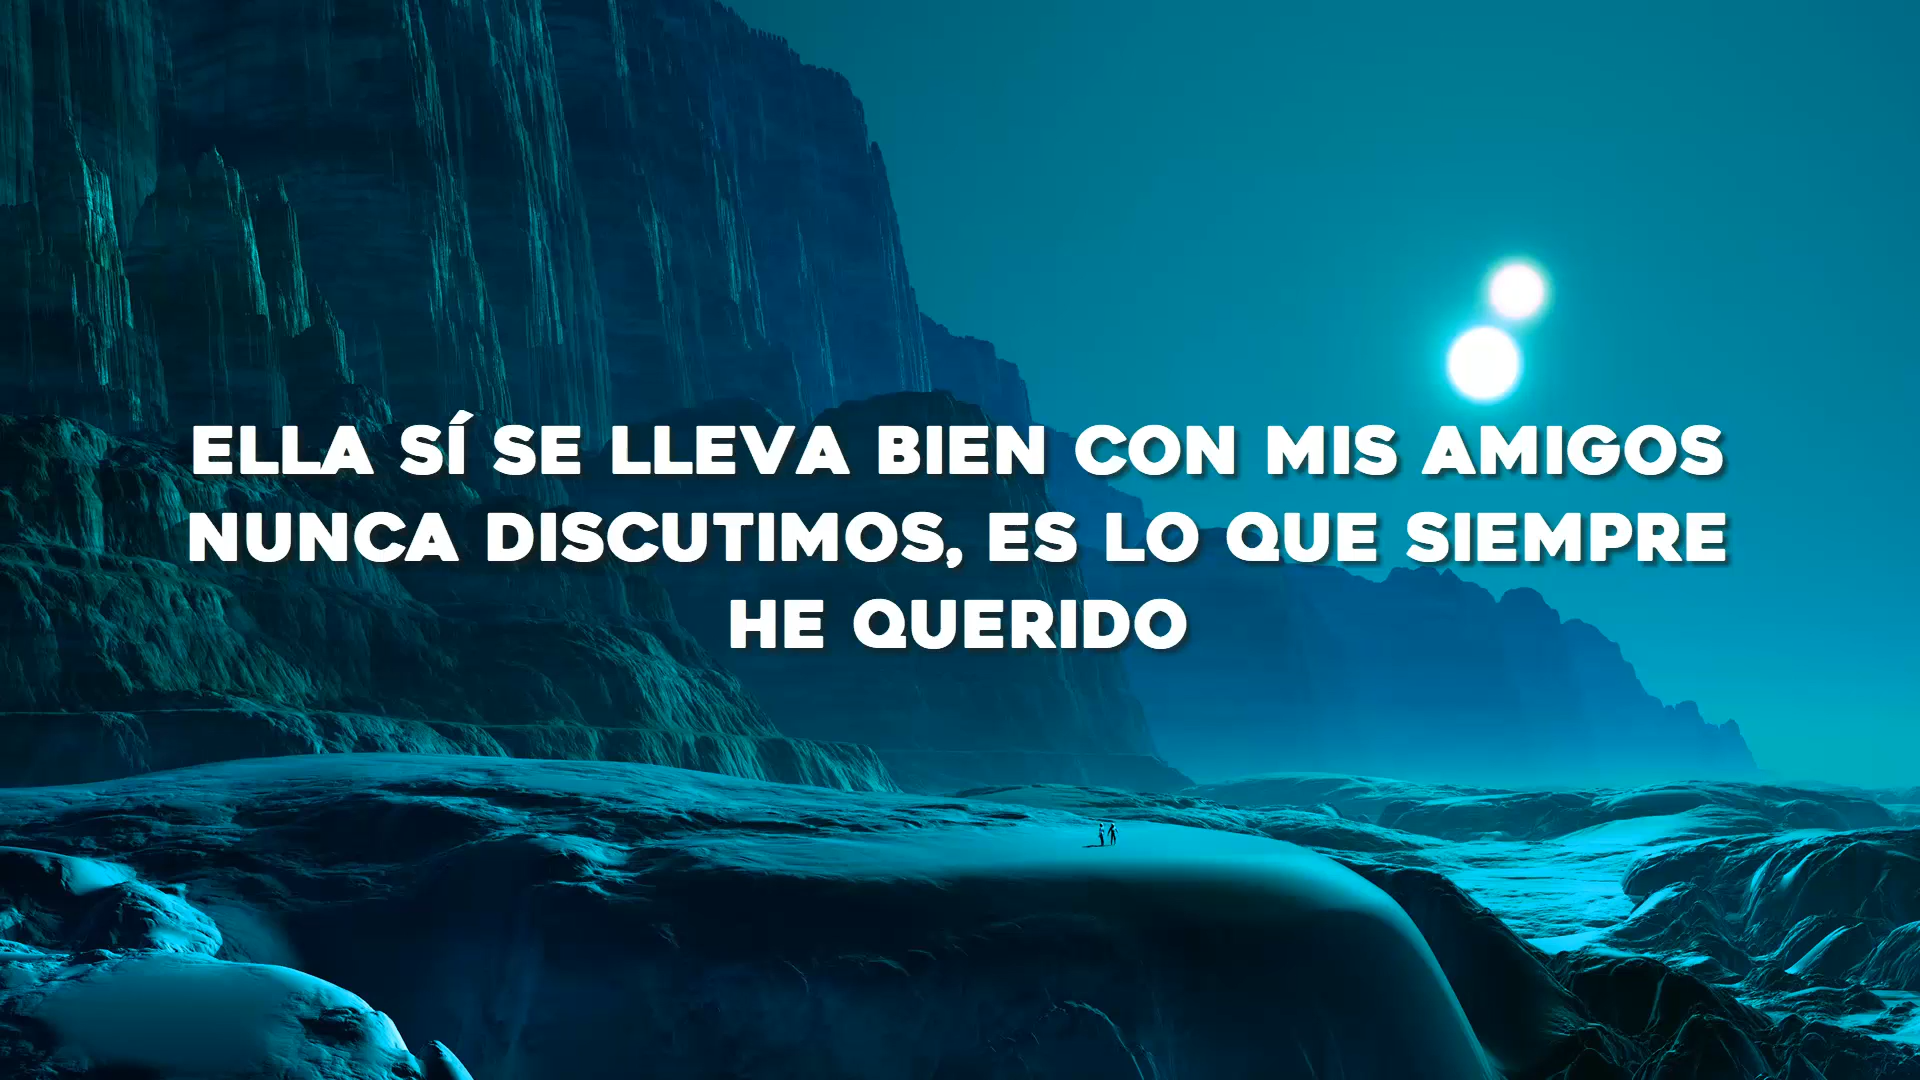 ELLA SÍ SE LLEVA BIEN CON MIS AMIGOS
NUNCA DISCUTIMOS, ES LO QUE SIEMPRE
HE QUERIDO